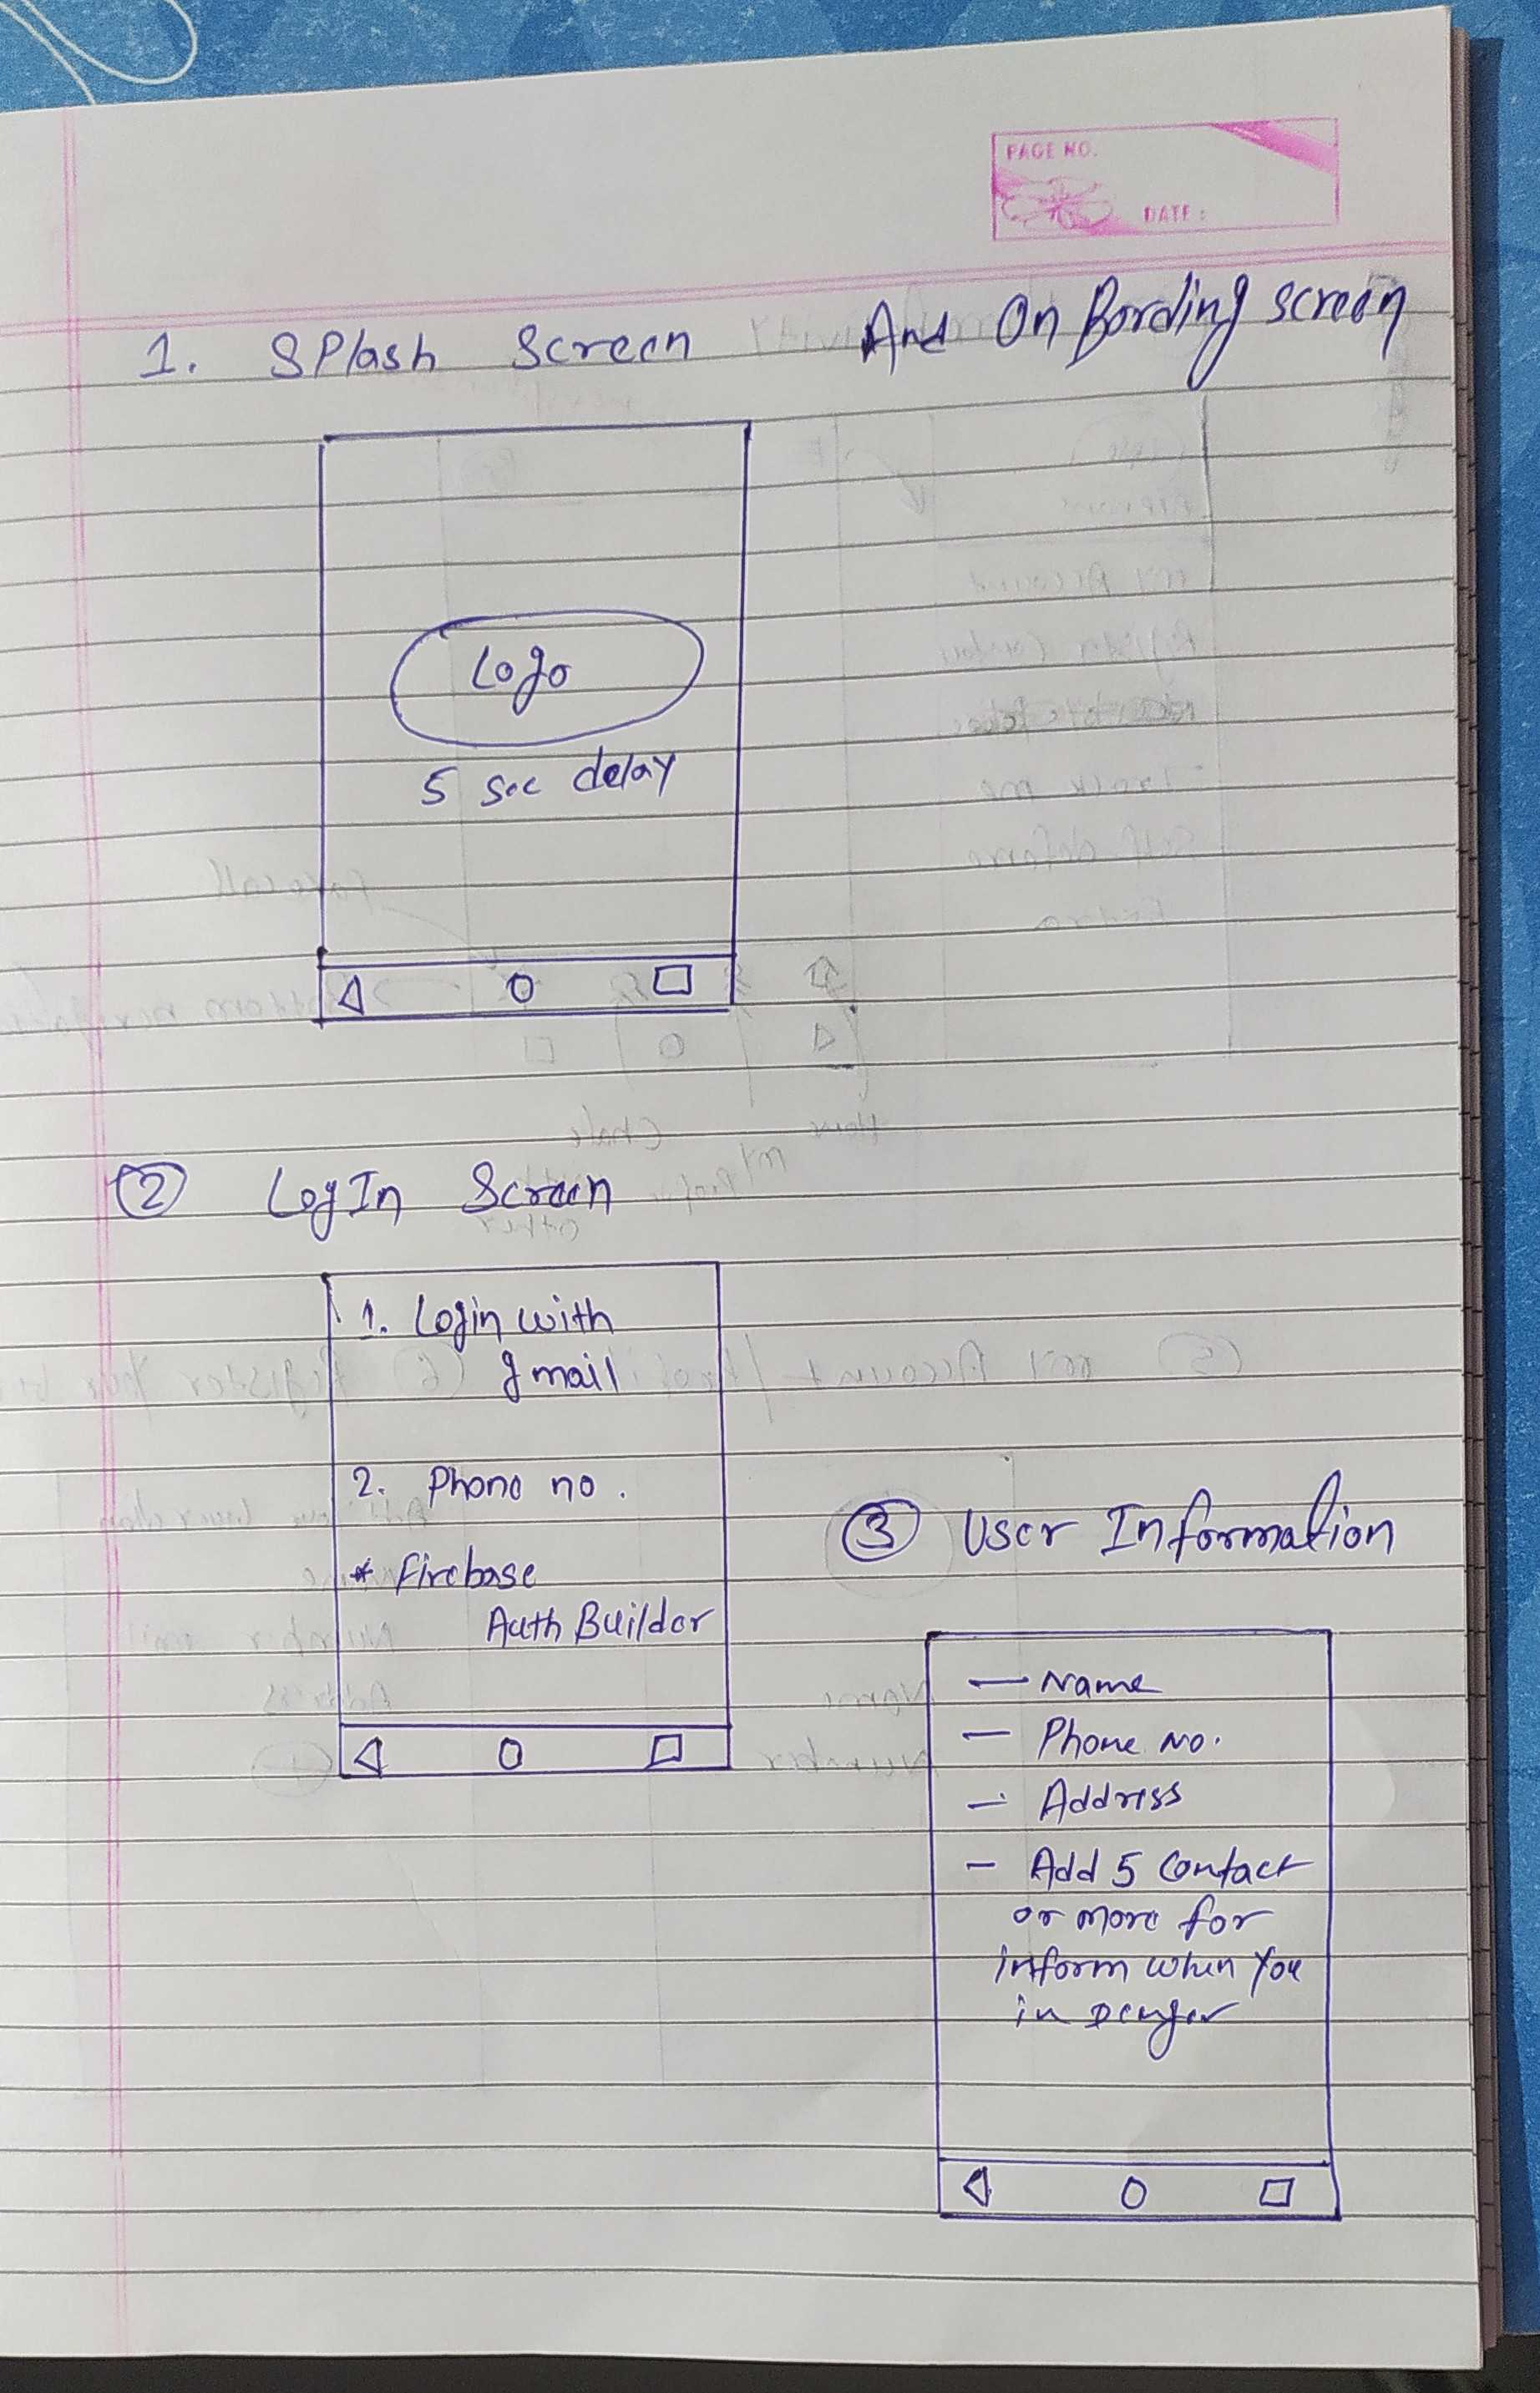 PAGE NO.
DATE :
1. SPlash Screen And On Bording screen
Logo
5 sec delay
2 LogIn Screen
1. Login with
gmail
2. Phone no.
* Firebase
Auth Builder
3 User Information
— Name
— Phone No.
— Address
— Add 5 Contact
or more for
inform when you
in Denger